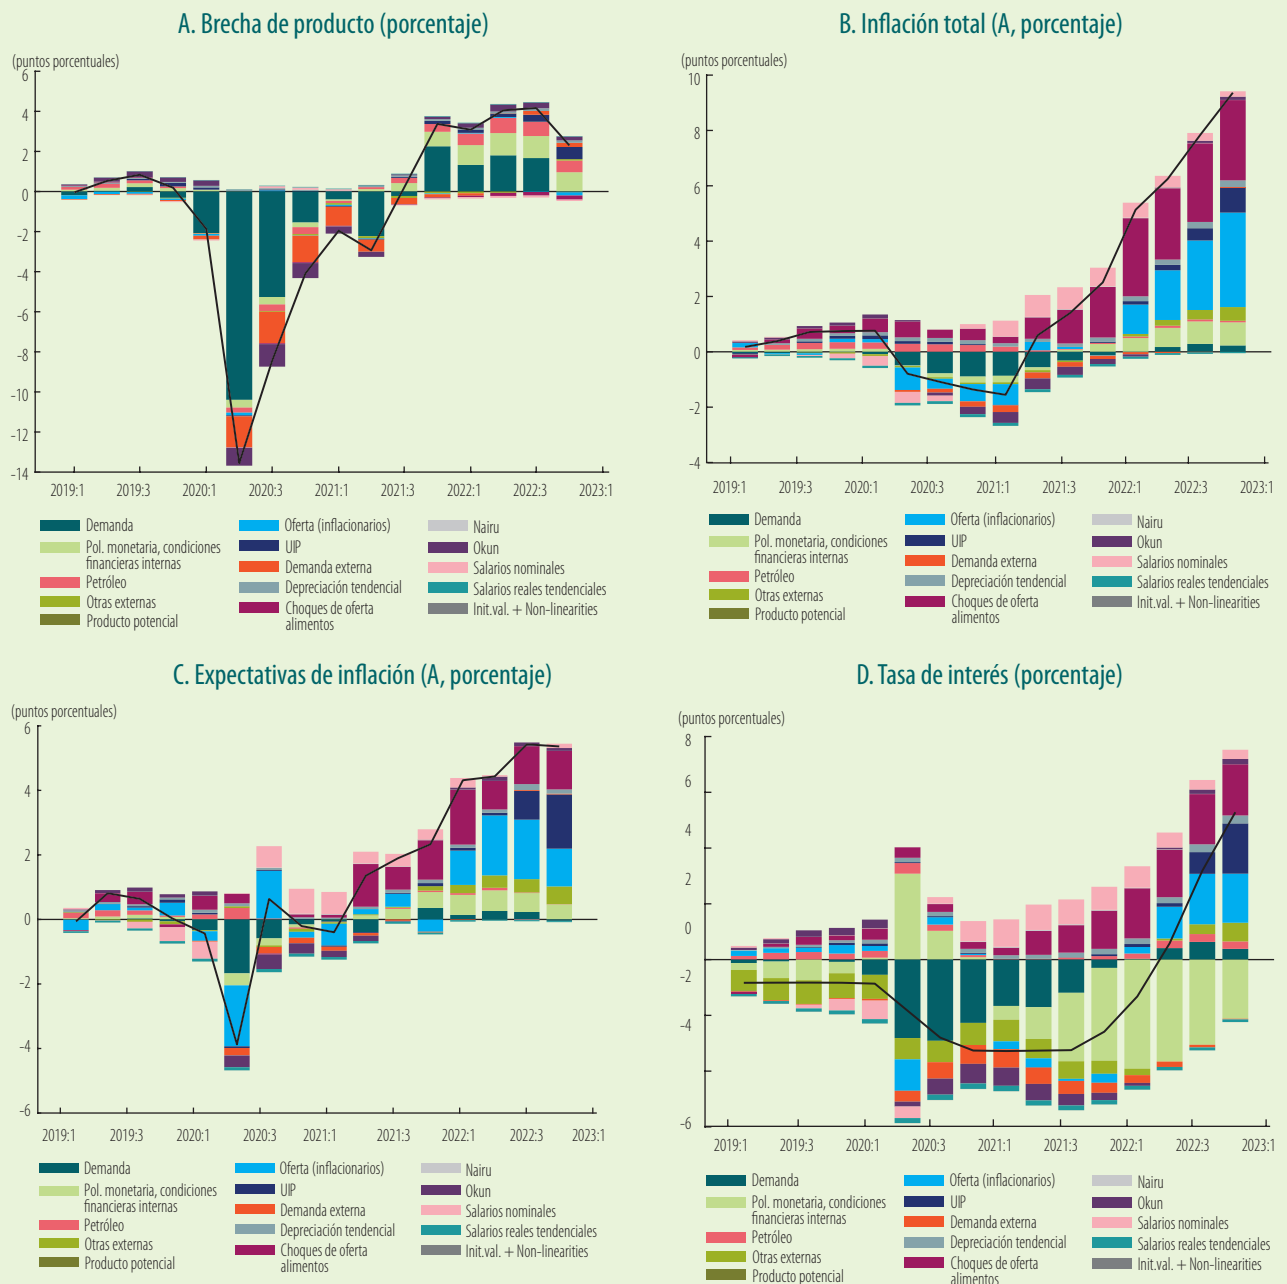 A. Brecha de producto (porcentaje)
(puntos porcentuales)
6
4
2
0
-2
-4
-6
-8
-10
-12
-14
2019:1 2019:3 2020:1 2020:3 2021:1 2021:3 2022:1 2022:3 2023:1
Demanda
Pol. monetaria, condiciones
financieras internas
Petróleo
Otras externas
Producto potencial
Oferta (inflacionarios)
UIP
Demanda externa
Depreciación tendencial
Choques de oferta
alimentos
Nairu
Okun
Salarios nominales
Salarios reales tendenciales
Init.val. + Non-linearities
B. Inflación total (A, porcentaje)
(puntos porcentuales)
10
8
6
4
2
0
-2
-4
2019:1 2019:3 2020:1 2020:3 2021:1 2021:3 2022:1 2022:3 2023:1
Demanda
Pol. monetaria, condiciones
financieras internas
Petróleo
Otras externas
Producto potencial
Oferta (inflacionarios)
UIP
Demanda externa
Depreciación tendencial
Choques de oferta
alimentos
Nairu
Okun
Salarios nominales
Salarios reales tendenciales
Init.val. + Non-linearities
C. Expectativas de inflación (A, porcentaje)
(puntos porcentuales)
6
4
2
0
-2
-4
-6
2019:1 2019:3 2020:1 2020:3 2021:1 2021:3 2022:1 2022:3 2023:1
Demanda
Pol. monetaria, condiciones
financieras internas
Petróleo
Otras externas
Producto potencial
Oferta (inflacionarios)
UIP
Demanda externa
Depreciación tendencial
Choques de oferta
alimentos
Nairu
Okun
Salarios nominales
Salarios reales tendenciales
Init.val. + Non-linearities
D. Tasa de interés (porcentaje)
(puntos porcentuales)
8
6
4
2
0
-2
-4
-6
2019:1 2019:3 2020:1 2020:3 2021:1 2021:3 2022:1 2022:3 2023:1
Demanda
Pol. monetaria, condiciones
financieras internas
Petróleo
Otras externas
Producto potencial
Oferta (inflacionarios)
UIP
Demanda externa
Depreciación tendencial
Choques de oferta
alimentos
Nairu
Okun
Salarios nominales
Salarios reales tendenciales
Init.val. + Non-linearities